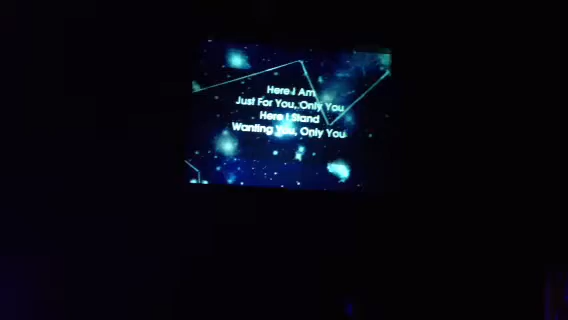 Here I Am
Just For You, Only You
Here I Stand
Wanting You, Only You